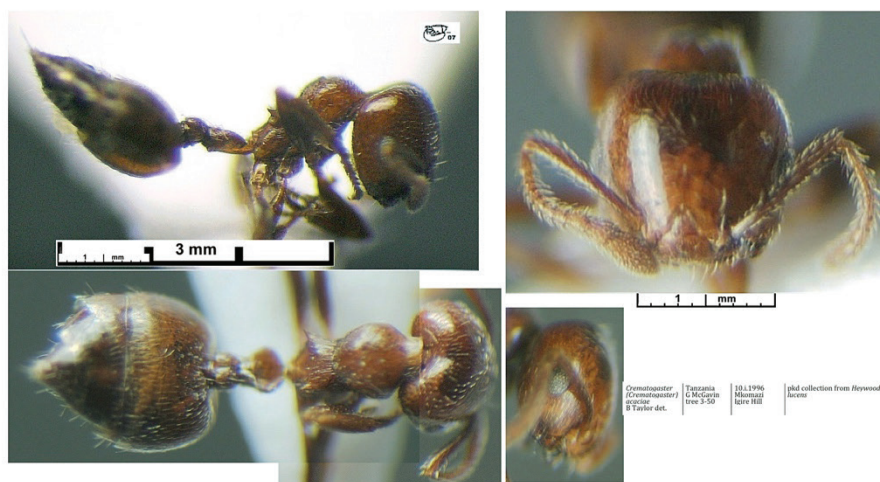 07
3 mm
1 mm
1 mm
Crematogaster
(Crematogaster)
acaciae
B Taylor det.
Tanzania
G McGavin
tree 3-50
10.i.1996
Mkomazi
Igire Hill
pkd collection from Heywood
lucens